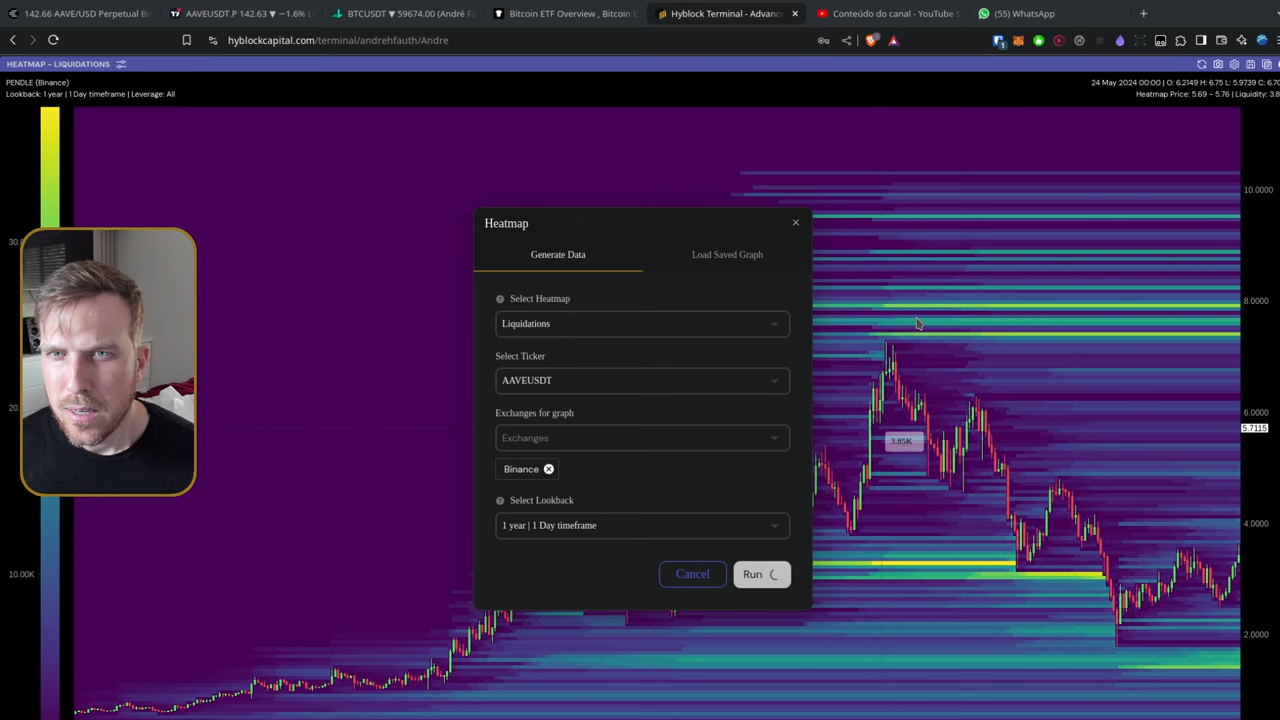 142.66 AAVE/USD Perpetual Bi
AAVEUSDT.P 142.63 ▼ −1.6%
BTCUSDT ▼ 59674.00 (André Fa
Bitcoin ETF Overview , Bitcoin E
Hyblock Terminal - Advanc
Conteúdo do canal - YouTube S
(55) WhatsApp
hyblockcapital.com/terminal/andrehfauth/Andre
HEATMAP - LIQUIDATIONS
PENDLE (Binance)
24 May 2024 00:00 | O: 6.2149 H: 6.75 L: 5.9739 C: 6.70
Lookback: 1 year | 1 Day timeframe | Leverage: All
Heatmap Price: 5.69 - 5.76 | Liquidity: 3.8
10.0000
8.0000
6.0000
5.7115
4.0000
2.0000
30.0
20.
10.00K
3.85K
Heatmap
Generate Data
Load Saved Graph
Select Heatmap
Liquidations
Select Ticker
AAVEUSDT
Exchanges for graph
Exchanges
Binance
Select Lookback
1 year | 1 Day timeframe
Cancel
Run